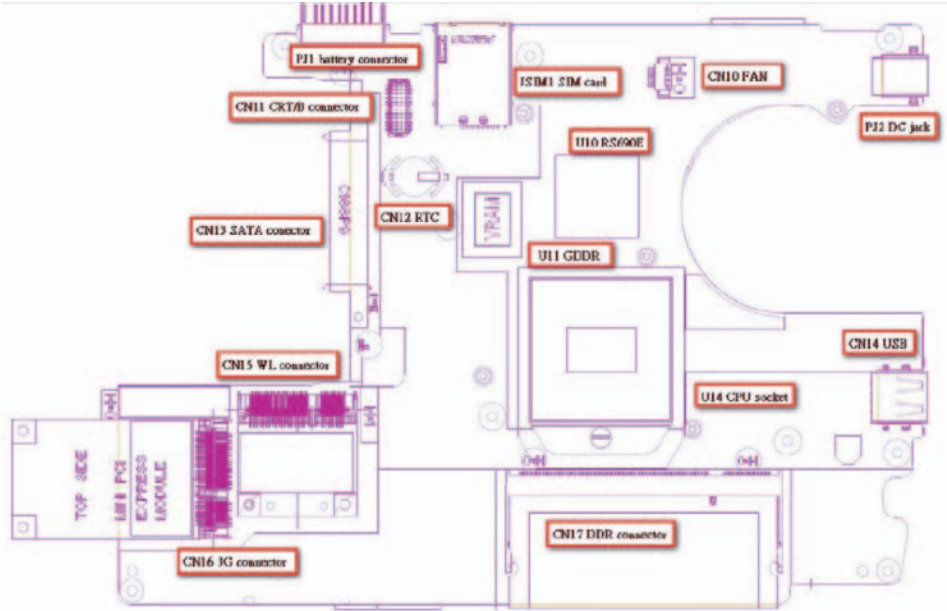 PJ1 battery connector
JSIM1 SIM card
CN10 FAN
CN11 CRT/B connector
PJ2 DC jack
U10 RS690E
CN12 RTC
VRAM
CN13 SATA conector
U11 GDDR
CN14 USB
CN15 WL connector
U14 CPU socket
TOP SIDE
MINI PCI
EXPRESS
MODULE
CN17 DDR connector
CN16 3G connector